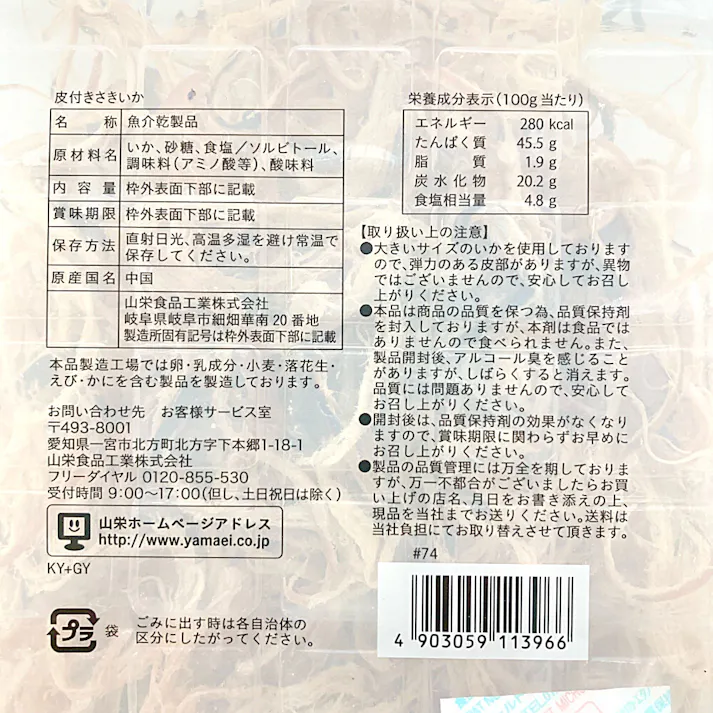 皮付きさきいか
名称 魚介乾製品
原材料名 いか、砂糖、食塩／ソルビトール、
調味料（アミノ酸等）、酸味料
内容量 枠外表面下部に記載
賞味期限 枠外表面下部に記載
保存方法 直射日光、高温多湿を避け常温で
保存してください。
原産国名 中国
山栄食品工業株式会社
岐阜県岐阜市細畑華南20番地
製造所固有記号は枠外表面下部に記載
本品製造工場では卵・乳成分・小麦・落花生・
えび・かにを含む製品を製造しております。
お問い合わせ先 お客様サービス室
〒493-8001
愛知県一宮市北方町北方字下本郷1-18-1
山栄食品工業株式会社
フリーダイヤル 0120-855-530
受付時間 9:00〜17:00（但し、土日祝日は除く）
山栄ホームページアドレス
http://www.yamaei.co.jp
KY+GY
プラ 袋 ごみに出す時は各自治体の
区分にしたがってください。
栄養成分表示（100g当たり）
エネルギー 280 kcal
たんぱく質 45.5 g
脂質 1.9 g
炭水化物 20.2 g
食塩相当量 4.8 g
【取り扱い上の注意】
●大きいサイズのいかを使用しております
ので、弾力のある皮部がありますが、異物
ではございませんので、安心してお召し
上がりください。
●本品は商品の品質を保つ為、品質保持剤
を封入しておりますが、本剤は食品では
ありませんので食べられません。また、
製品開封後、アルコール臭を感じること
がありますが、しばらくすると消えます。
品質には問題ありませんので、安心して
お召し上がりください。
●開封後は、品質保持剤の効果がなくなり
ますので、賞味期限に関わらずお早めに
お召し上がりください。
●製品の品質管理には万全を期しておりま
すが、万一不都合がございましたらお買
い上げの店名、月日をお書き添えの上、
現品を当社までお送りください。送料は
当社負担にてお取り替えさせて頂きます。
#74
4 903059 113966